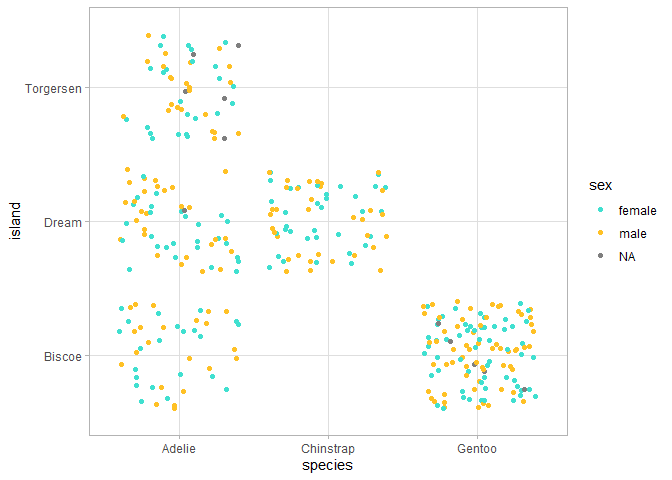 Torgersen
Dream
Biscoe
island
Adelie
Chinstrap
Gentoo
species
sex
female
male
NA